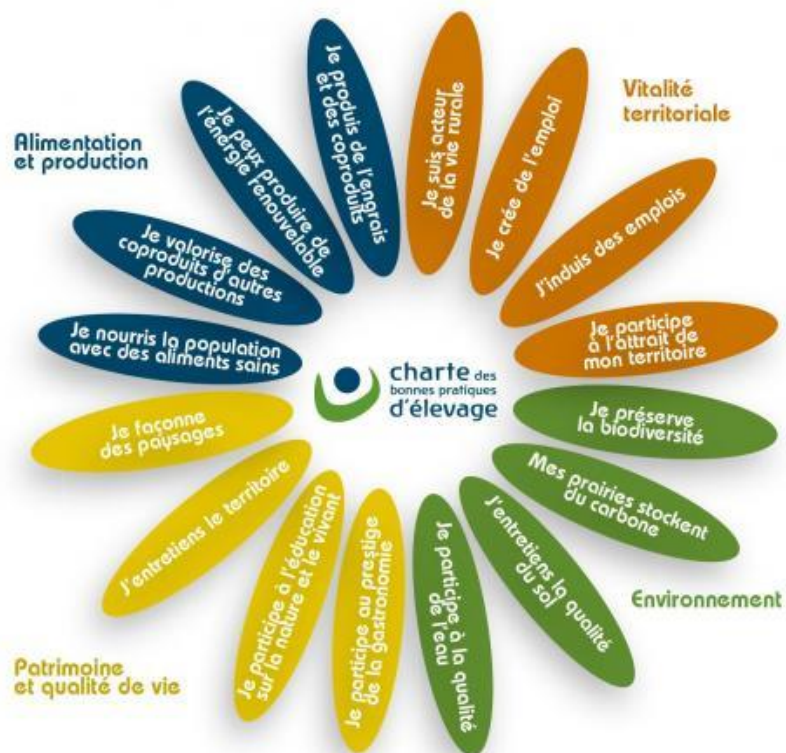 Alimentation
et production
Je nourris la population
avec des aliments sains
Je valorise des
coproduits d'autres
productions
Je peux produire de
l'énergie renouvelable
Je produis de l'engrais
et des coproduits
Vitalité
territoriale
Je suis acteur
de la vie rurale
Je crée de l'emploi
J'induis des emplois
Je participe
à l'attrait de
mon territoire
charte des
bonnes pratiques
d'élevage
Je préserve
la biodiversité
Mes prairies stockent
du carbone
J'entretiens la qualité
du sol
Je participe à la qualité
de l'eau
Environnement
Je façonne
des paysages
J'entretiens le territoire
Je participe à l'éducation
sur la nature et le vivant
Je participe au prestige
de la gastronomie
Patrimoine
et qualité de vie